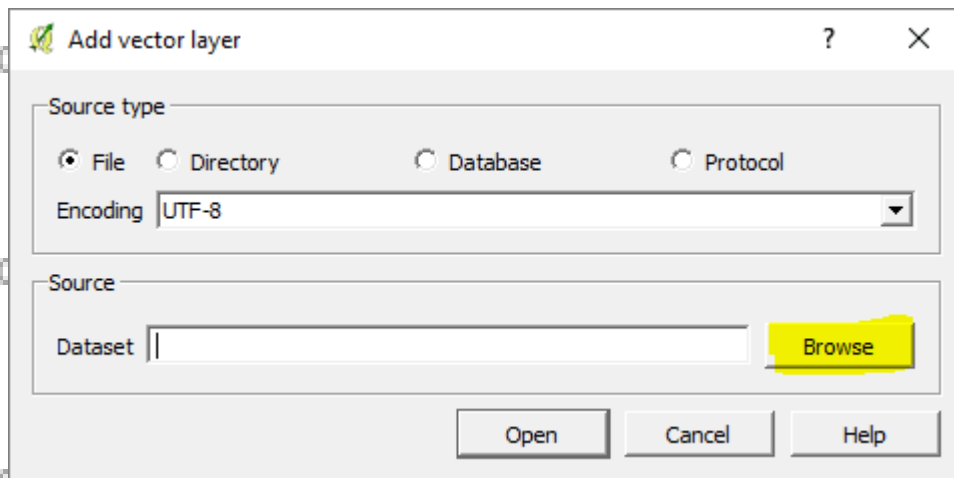 Add vector layer ?
Source type
File Directory Database Protocol
Encoding UTF-8
Source
Dataset Browse
Open Cancel Help